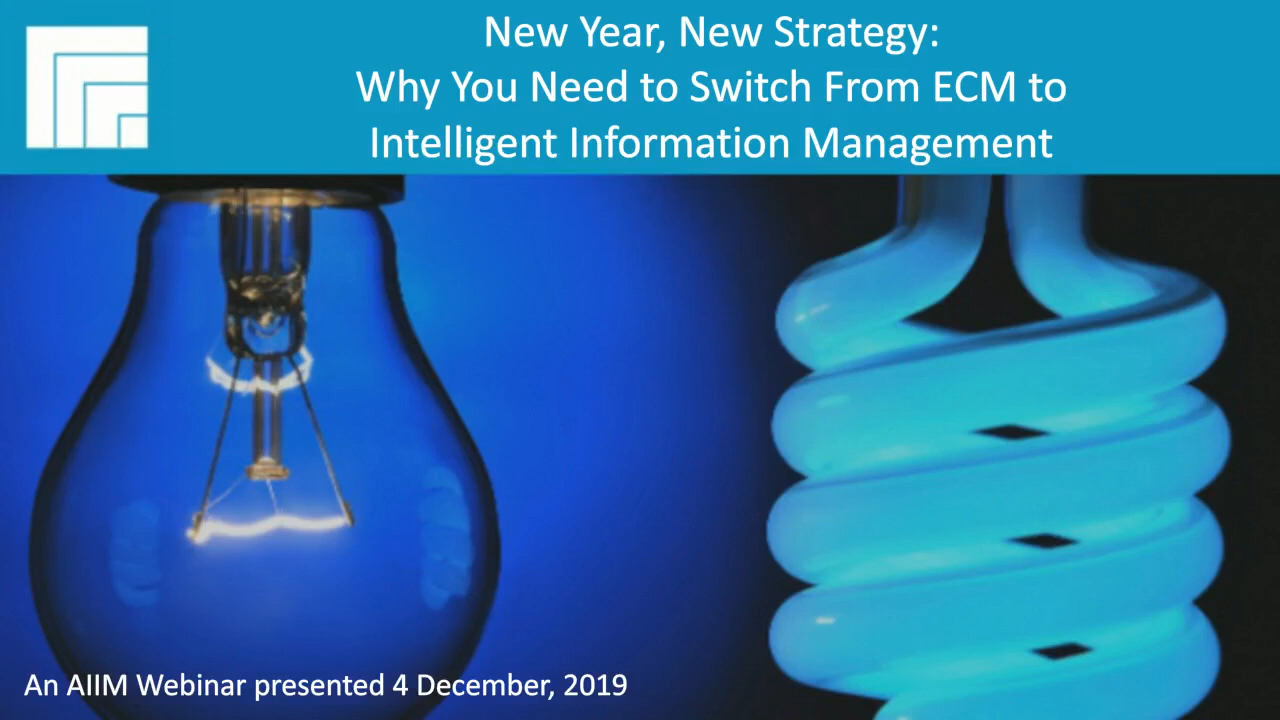 New Year, New Strategy:
Why You Need to Switch From ECM to
Intelligent Information Management
An AIIM Webinar presented 4 December, 2019